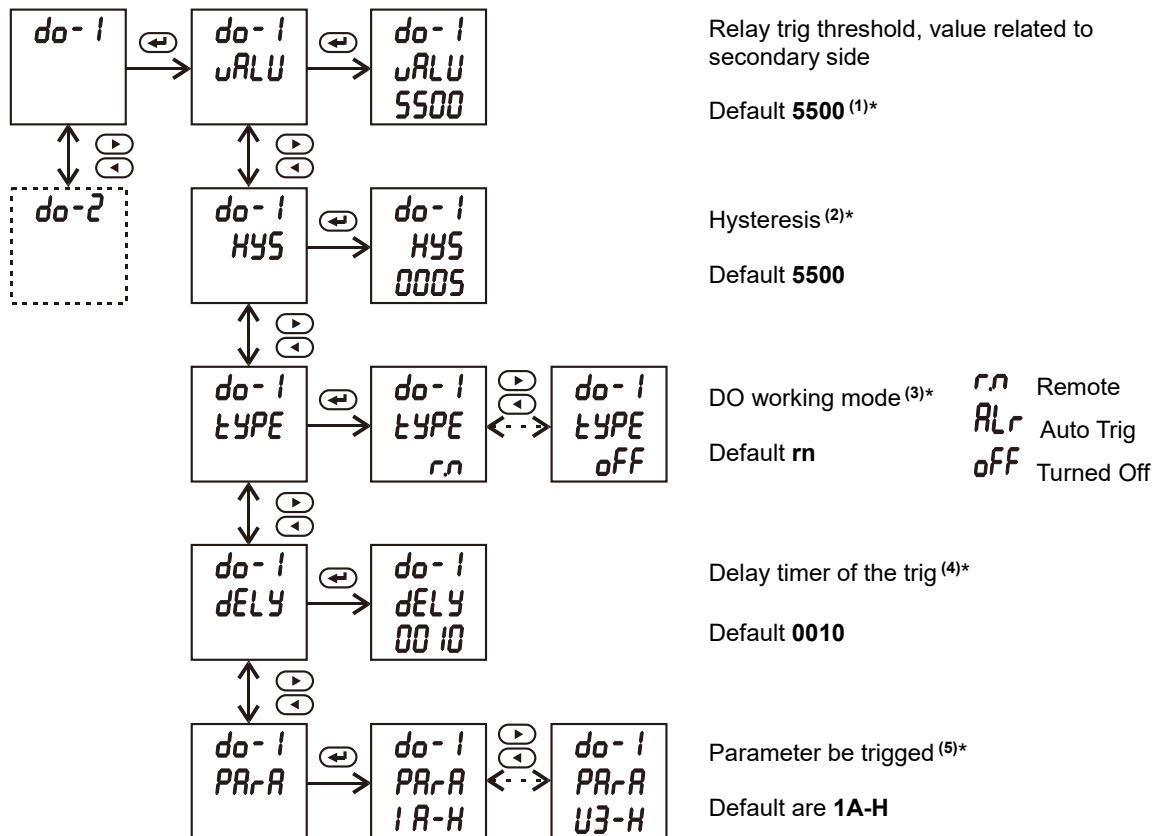 do-1
do-1
vALU
do-1
vALU
5500
Relay trig threshold, value related to
secondary side
Default 5500 (1)*
do-2
do-1
HYS
do-1
HYS
0005
Hysteresis (2)*
Default 5500
do-1
tYPE
do-1
tYPE
r.n
do-1
tYPE
oFF
DO working mode (3)*
Default rn
r.n Remote
ALr Auto Trig
oFF Turned Off
do-1
dELY
do-1
dELY
0010
Delay timer of the trig (4)*
Default 0010
do-1
PArA
do-1
PArA
1A-H
do-1
PArA
U3-H
Parameter be trigged (5)*
Default are 1A-H